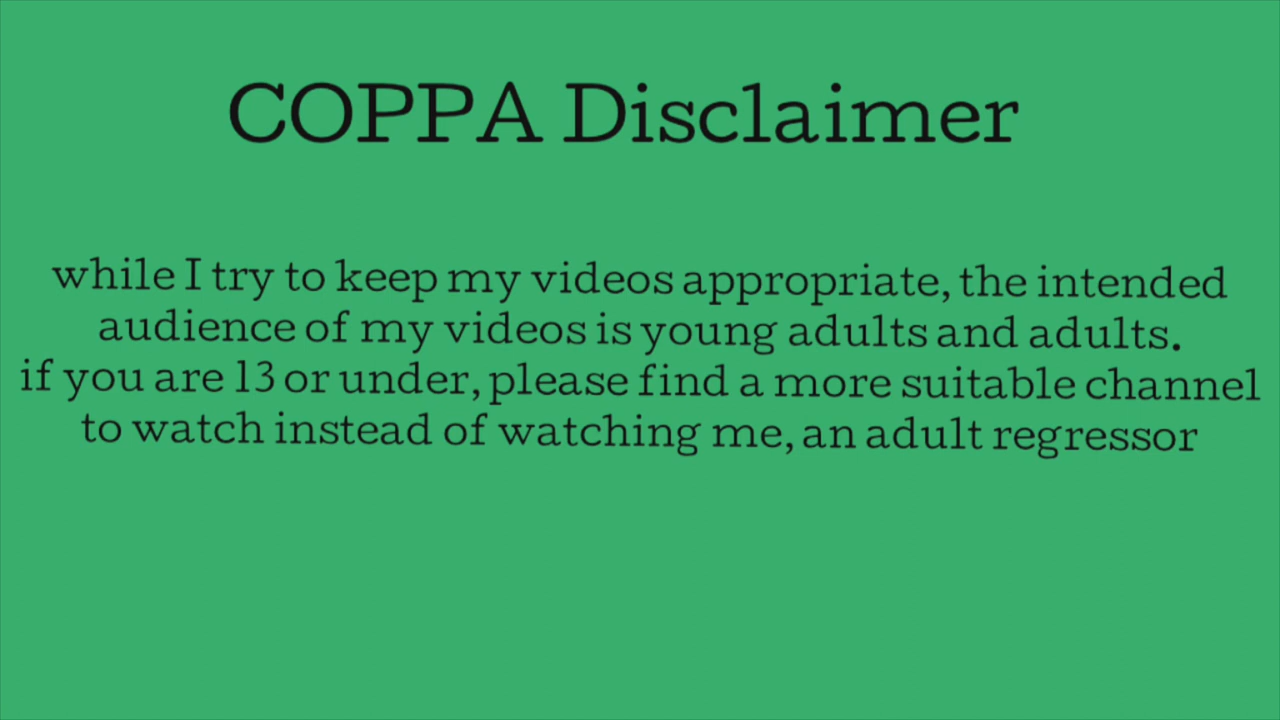 COPPA Disclaimer
while I try to keep my videos appropriate, the intended
audience of my videos is young adults and adults.
if you are 13 or under, please find a more suitable channel
to watch instead of watching me, an adult regressor